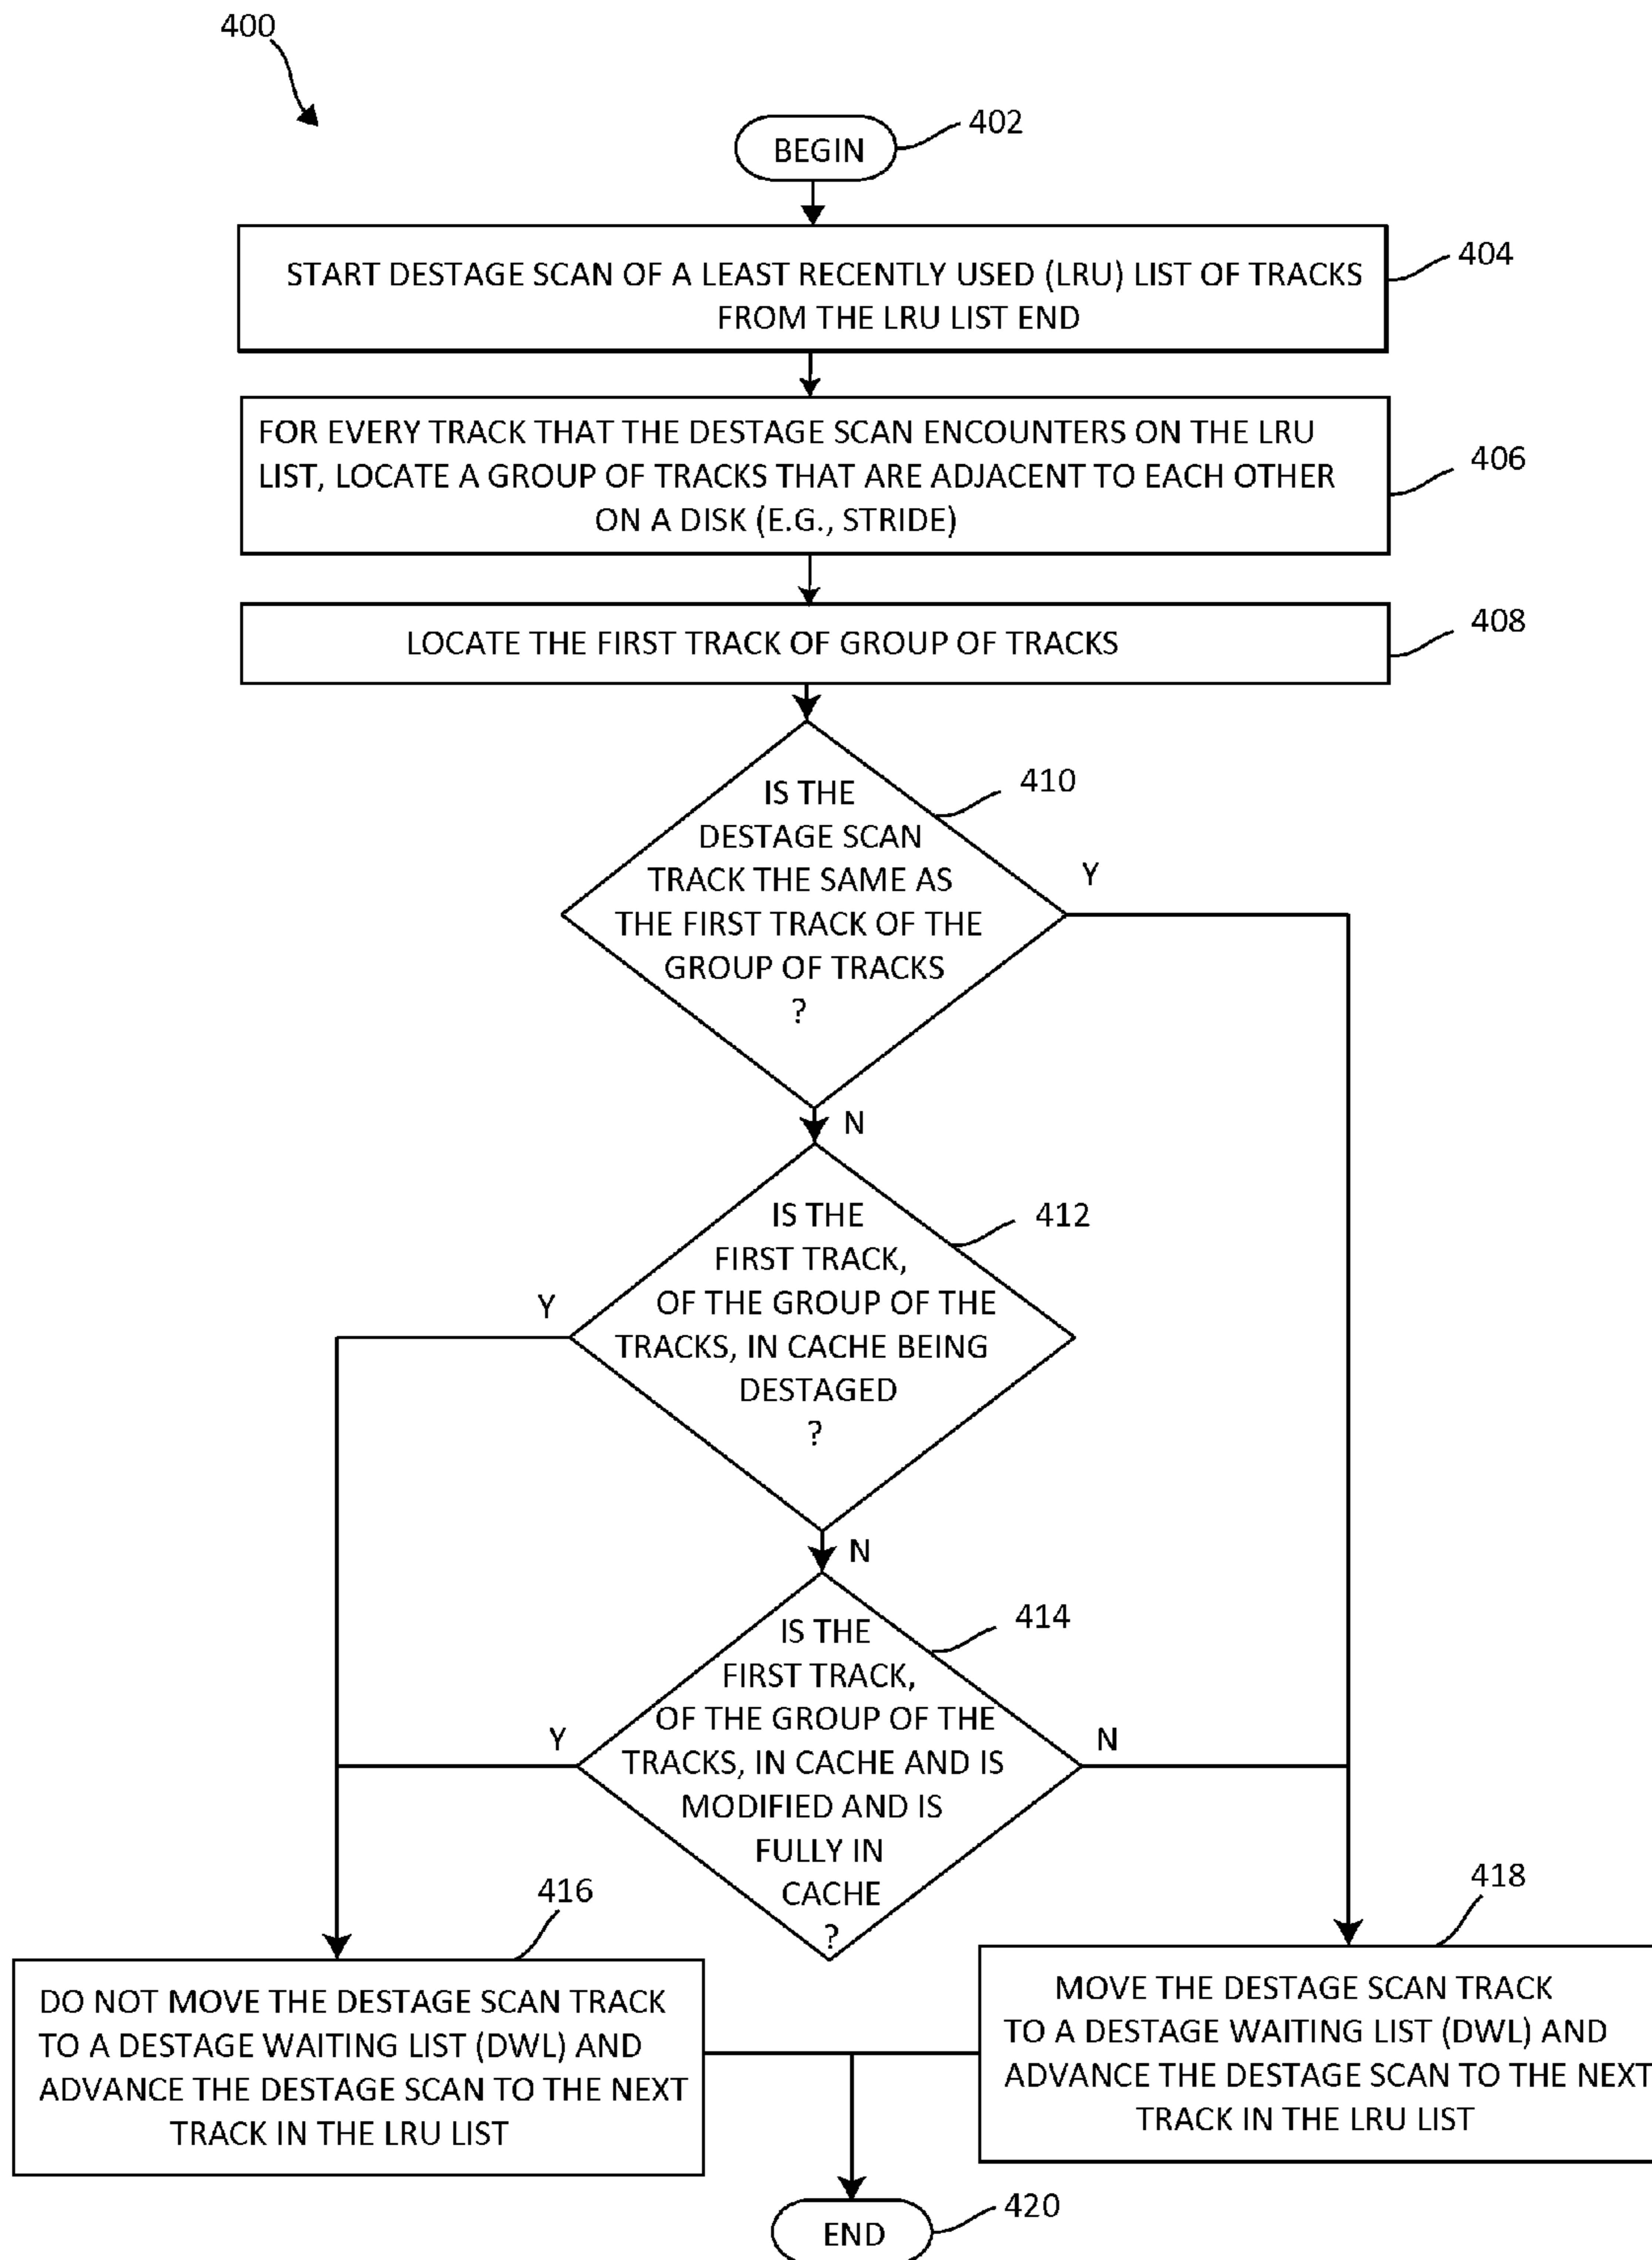 400
BEGIN
402
START DESTAGE SCAN OF A LEAST RECENTLY USED (LRU) LIST OF TRACKS
FROM THE LRU LIST END
404
FOR EVERY TRACK THAT THE DESTAGE SCAN ENCOUNTERS ON THE LRU
LIST, LOCATE A GROUP OF TRACKS THAT ARE ADJACENT TO EACH OTHER
ON A DISK (E.G., STRIDE)
406
LOCATE THE FIRST TRACK OF GROUP OF TRACKS
408
IS THE
DESTAGE SCAN
TRACK THE SAME AS
THE FIRST TRACK OF THE
GROUP OF TRACKS
?
410
Y
N
IS THE
FIRST TRACK,
OF THE GROUP OF THE
TRACKS, IN CACHE BEING
DESTAGED
?
412
Y
N
IS THE
FIRST TRACK,
OF THE GROUP OF THE
TRACKS, IN CACHE AND IS
MODIFIED AND IS
FULLY IN
CACHE
?
414
Y
N
416
DO NOT MOVE THE DESTAGE SCAN TRACK
TO A DESTAGE WAITING LIST (DWL) AND
ADVANCE THE DESTAGE SCAN TO THE NEXT
TRACK IN THE LRU LIST
418
MOVE THE DESTAGE SCAN TRACK
TO A DESTAGE WAITING LIST (DWL) AND
ADVANCE THE DESTAGE SCAN TO THE NEXT
TRACK IN THE LRU LIST
END
420